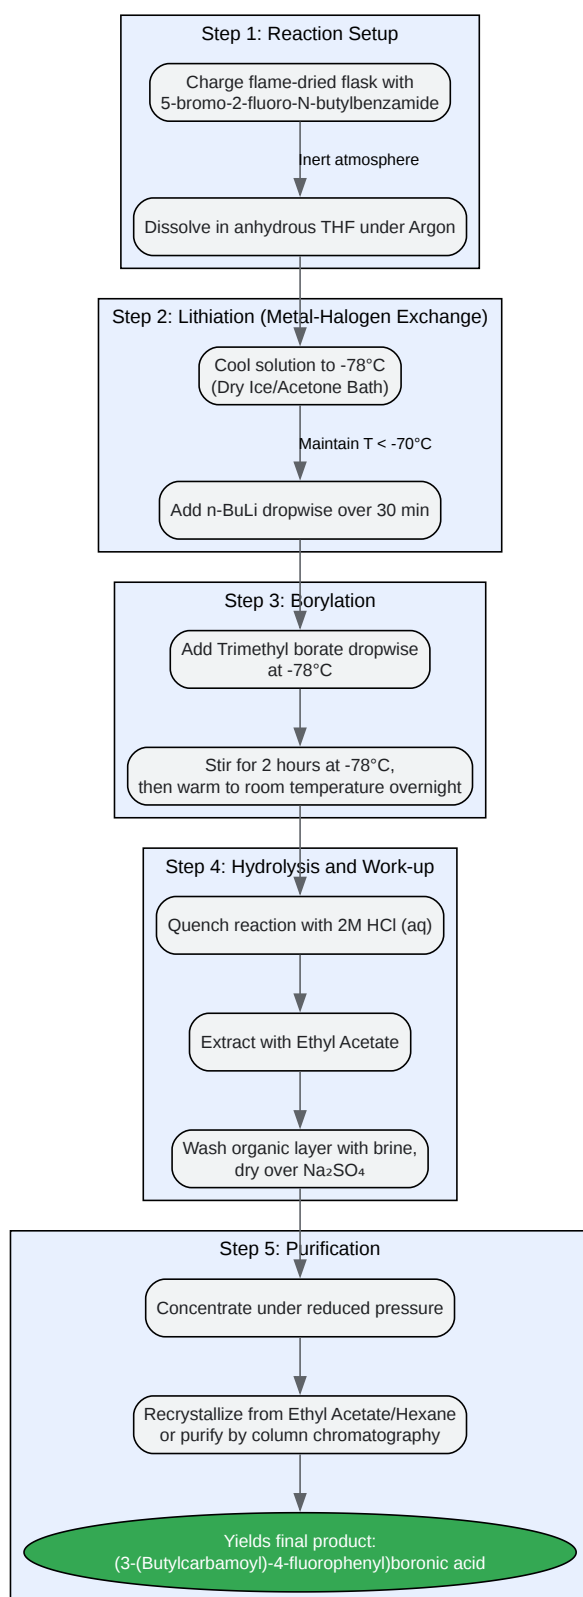 Step 1: Reaction Setup
Charge flame-dried flask with
5-bromo-2-fluoro-N-butylbenzamide
Inert atmosphere
Dissolve in anhydrous THF under Argon
Step 2: Lithiation (Metal-Halogen Exchange)
Cool solution to -78°C
(Dry Ice/Acetone Bath)
Maintain T < -70°C
Add n-BuLi dropwise over 30 min
Step 3: Borylation
Add Trimethyl borate dropwise
at -78°C
Stir for 2 hours at -78°C,
then warm to room temperature overnight
Step 4: Hydrolysis and Work-up
Quench reaction with 2M HCl (aq)
Extract with Ethyl Acetate
Wash organic layer with brine,
dry over Na₂SO₄
Step 5: Purification
Concentrate under reduced pressure
Recrystallize from Ethyl Acetate/Hexane
or purify by column chromatography
Yields final product:
(3-(Butylcarbamoyl)-4-fluorophenyl)boronic acid